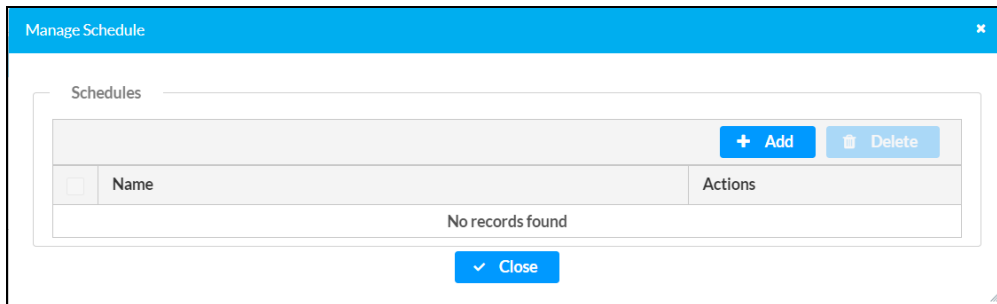 Manage Schedule
Schedules
Add Delete
Name Actions
No records found
Close